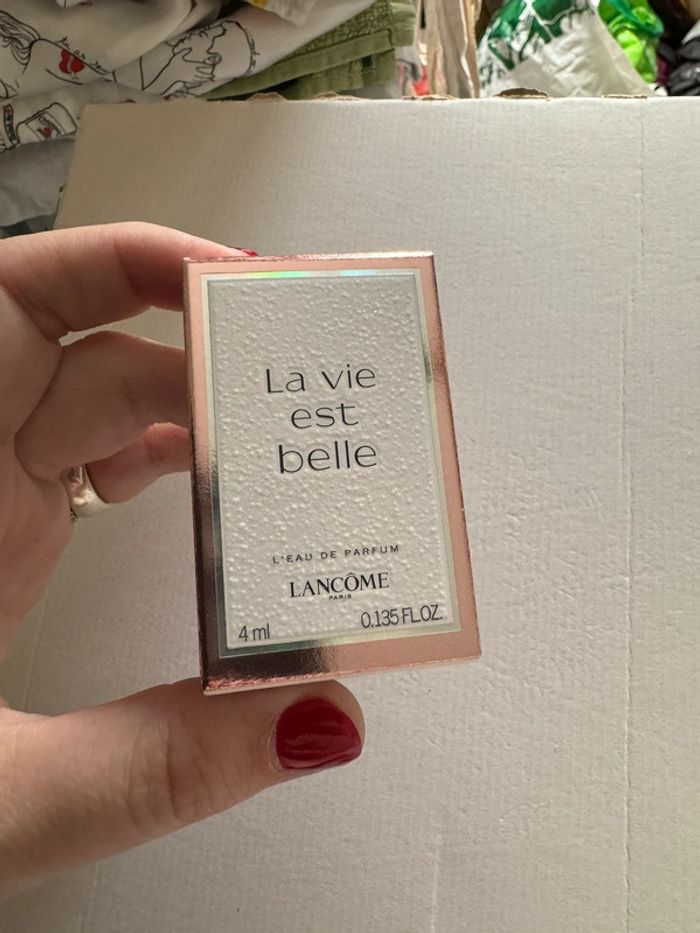 La vie
est
belle
L'EAU DE PARFUM
LANCÔME
PARIS
4 ml 0.135 FL.OZ.